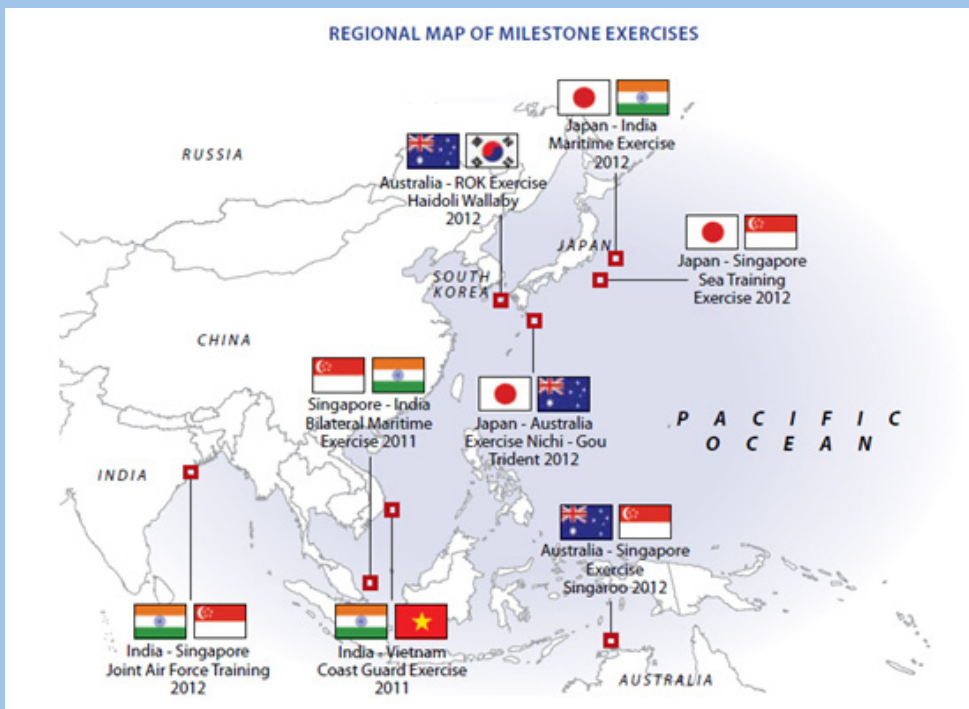 REGIONAL MAP OF MILESTONE EXERCISES
Japan - India
Maritime Exercise
2012
RUSSIA
Australia - ROK Exercise
Haidoli Wallaby
2012
JAPAN
Japan - Singapore
Sea Training
Exercise 2012
SOUTH
KOREA
CHINA
Singapore - India
Bilateral Maritime
Exercise 2011
Japan - Australia
Exercise Nichi - Gou
Trident 2012
PACIFIC
OCEAN
INDIA
Australia - Singapore
Exercise
Singaroo 2012
India - Singapore
Joint Air Force Training
2012
India - Vietnam
Coast Guard Exercise
2011
AUSTRALIA